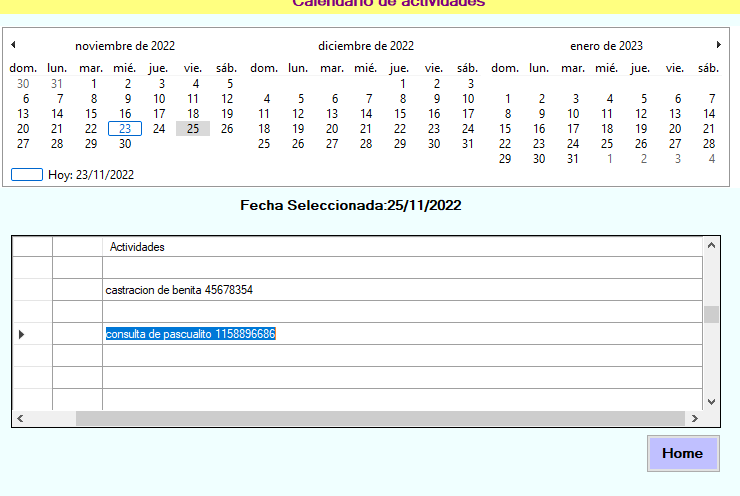 Calendario de actividades
noviembre de 2022 diciembre de 2022 enero de 2023
dom. lun. mar. mié. jue. vie. sáb. dom. lun. mar. mié. jue. vie. sáb. dom. lun. mar. mié. jue. vie. sáb.
30 31 1 2 3 4 5 1 2 3
6 7 8 9 10 11 12 4 5 6 7 8 9 10 1 2 3 4 5 6 7
13 14 15 16 17 18 19 11 12 13 14 15 16 17 8 9 10 11 12 13 14
20 21 22 23 24 25 26 18 19 20 21 22 23 24 15 16 17 18 19 20 21
27 28 29 30 25 26 27 28 29 30 31 22 23 24 25 26 27 28
29 30 31 1 2 3 4
Hoy: 23/11/2022
Fecha Seleccionada:25/11/2022
Actividades
castracion de benita 45678354
consulta de pascualito 1158896686
Home